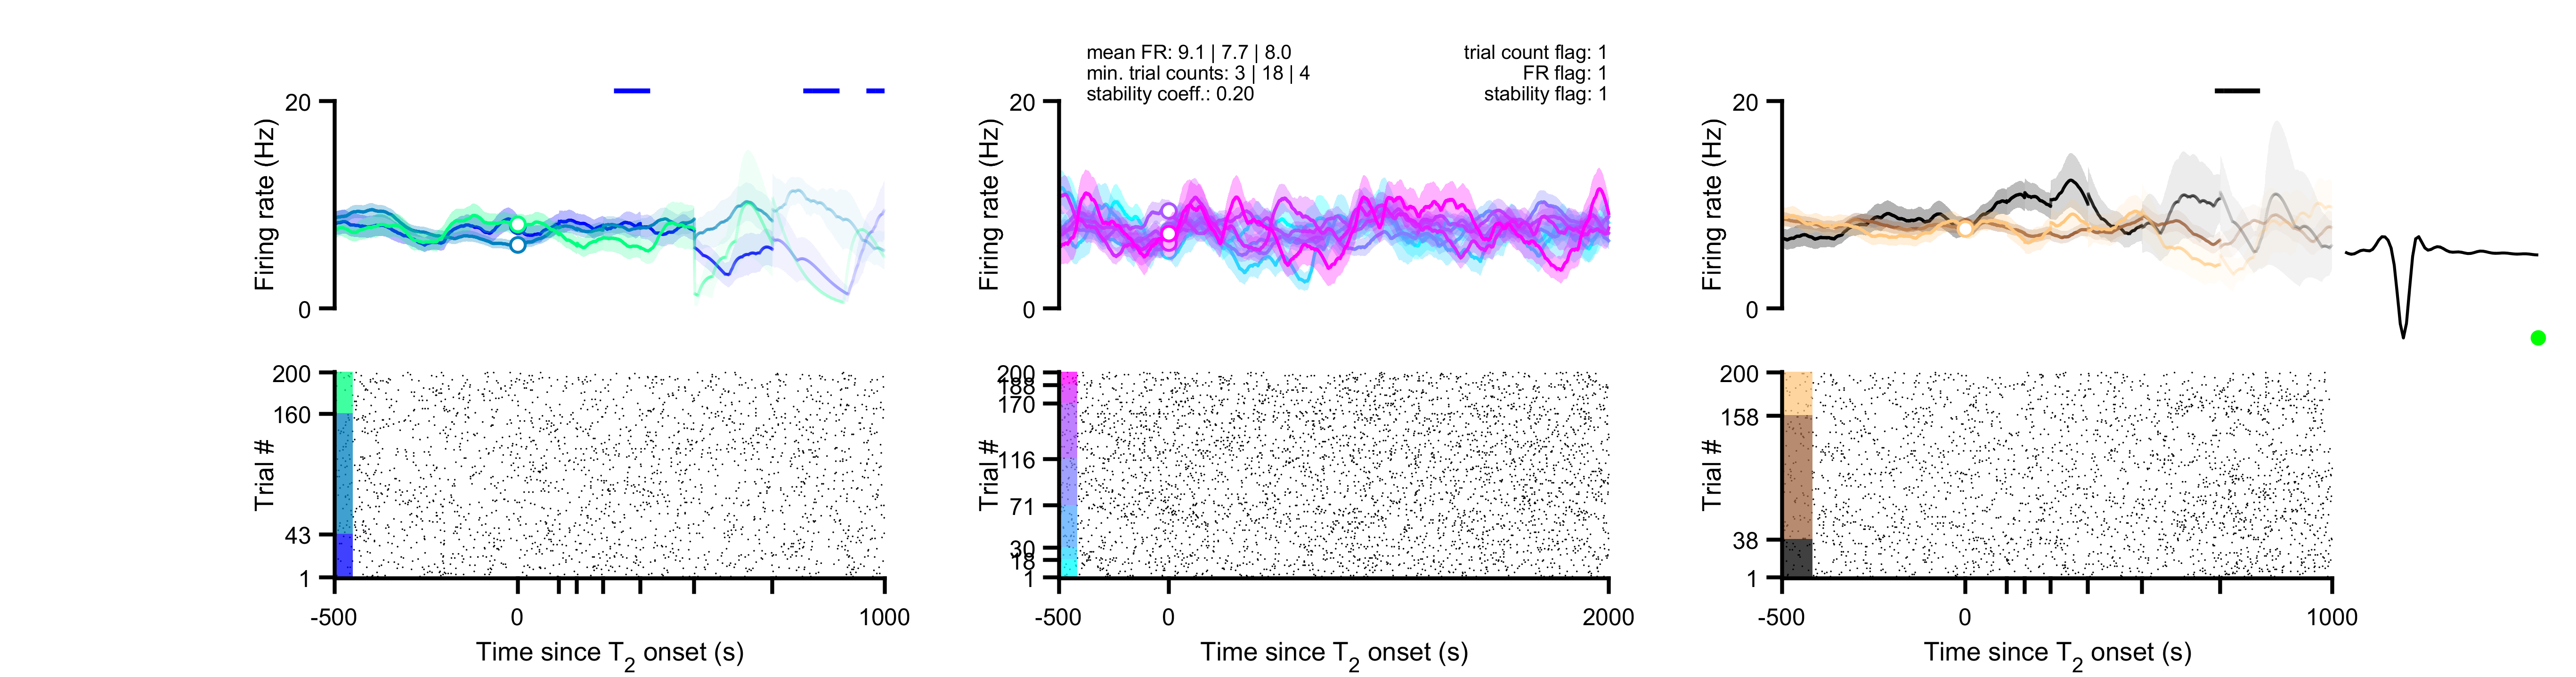 mean FR: 9.1 | 7.7 | 8.0
min. trial counts: 3 | 18 | 4
stability coeff.: 0.20
trial count flag: 1
FR flag: 1
stability flag: 1
20
0
Firing rate (Hz)
20
0
Firing rate (Hz)
20
0
Firing rate (Hz)
200
160
43
1
Trial #
-500
0
1000
Time since T2 onset (s)
200
188
170
116
71
30
18
1
Trial #
-500
0
2000
Time since T2 onset (s)
200
158
38
1
Trial #
-500
0
1000
Time since T2 onset (s)